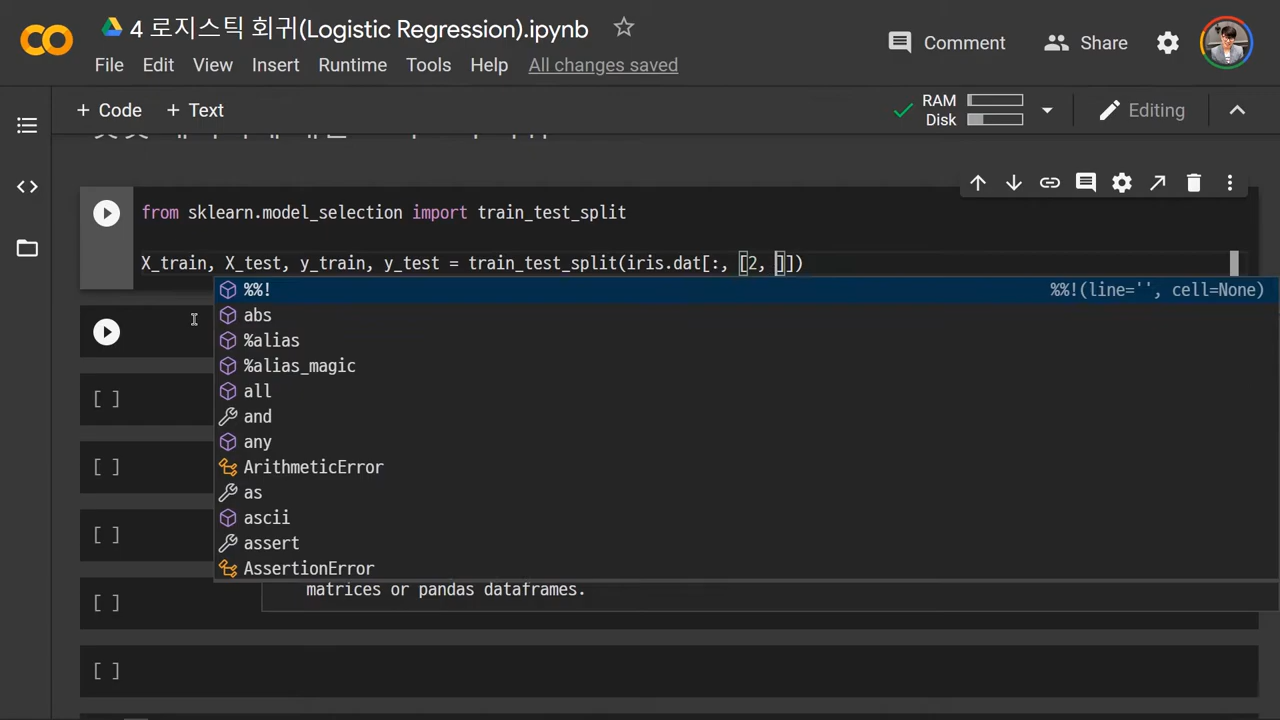 4 로지스틱 회귀(Logistic Regression).ipynb
Comment
Share
File Edit View Insert Runtime Tools Help All changes saved
+ Code + Text
RAM
Disk
Editing
from sklearn.model_selection import train_test_split
X_train, X_test, y_train, y_test = train_test_split(iris.dat[:, [2, ]])
%%! %%!(line='', cell=None)
abs
%alias
%alias_magic
all
and
any
ArithmeticError
as
ascii
assert
AssertionError
matrices or pandas dataframes.
[ ]
[ ]
[ ]
[ ]
[ ]